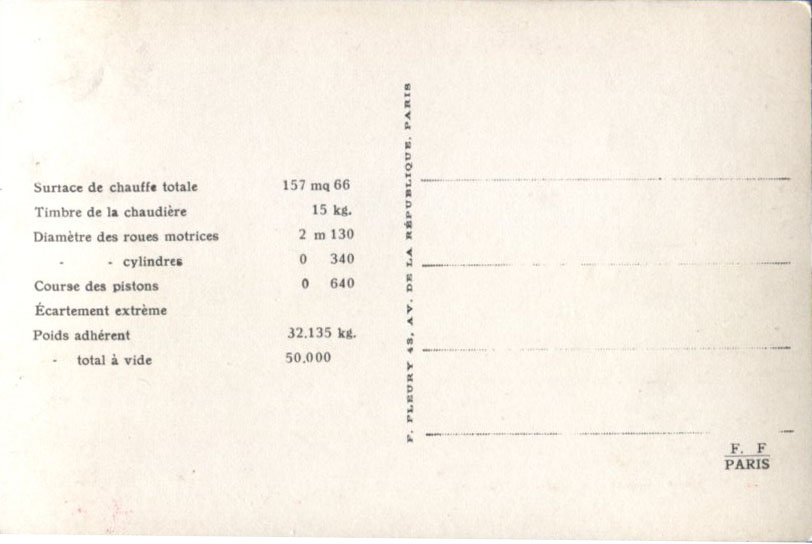 Surface de chauffe totale 157 mq 66
Timbre de la chaudière 15 kg.
Diamètre des roues motrices 2 m 130
- - cylindres 0 340
Course des pistons 0 640
Écartement extrème
Poids adhérent 32.135 kg.
- total à vide 50.000
F. FLEURY 48, AV. DE LA RÉPUBLIQUE. PARIS
F. F
PARIS